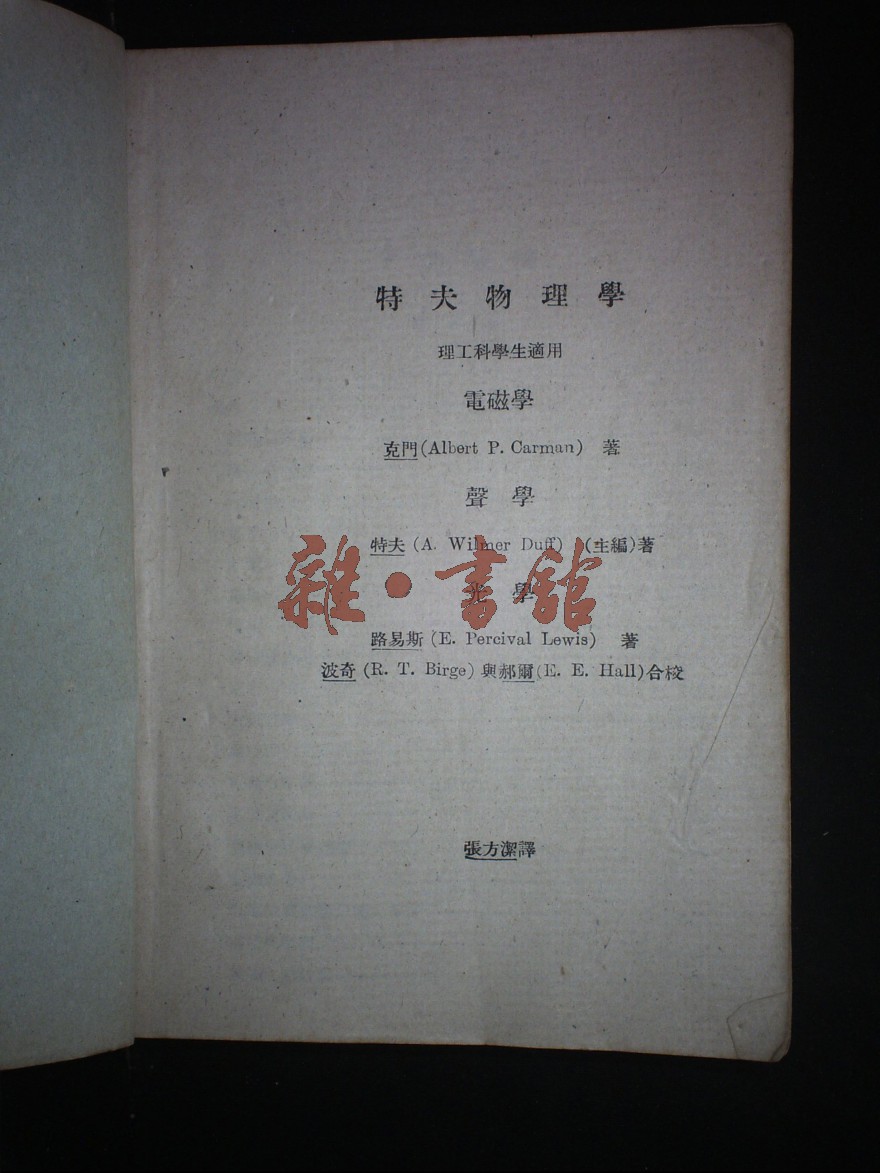 特夫物理學
理工科學生適用
電磁學
克門(Albert P. Carman) 著
聲學
特夫 (A. Wilmer Duff) (主編)著
光學
雜·書館
路易斯 (E. Percival Lewis) 著
波奇 (R. T. Birge) 與郝爾(E. E. Hall)合校
張方潔譯